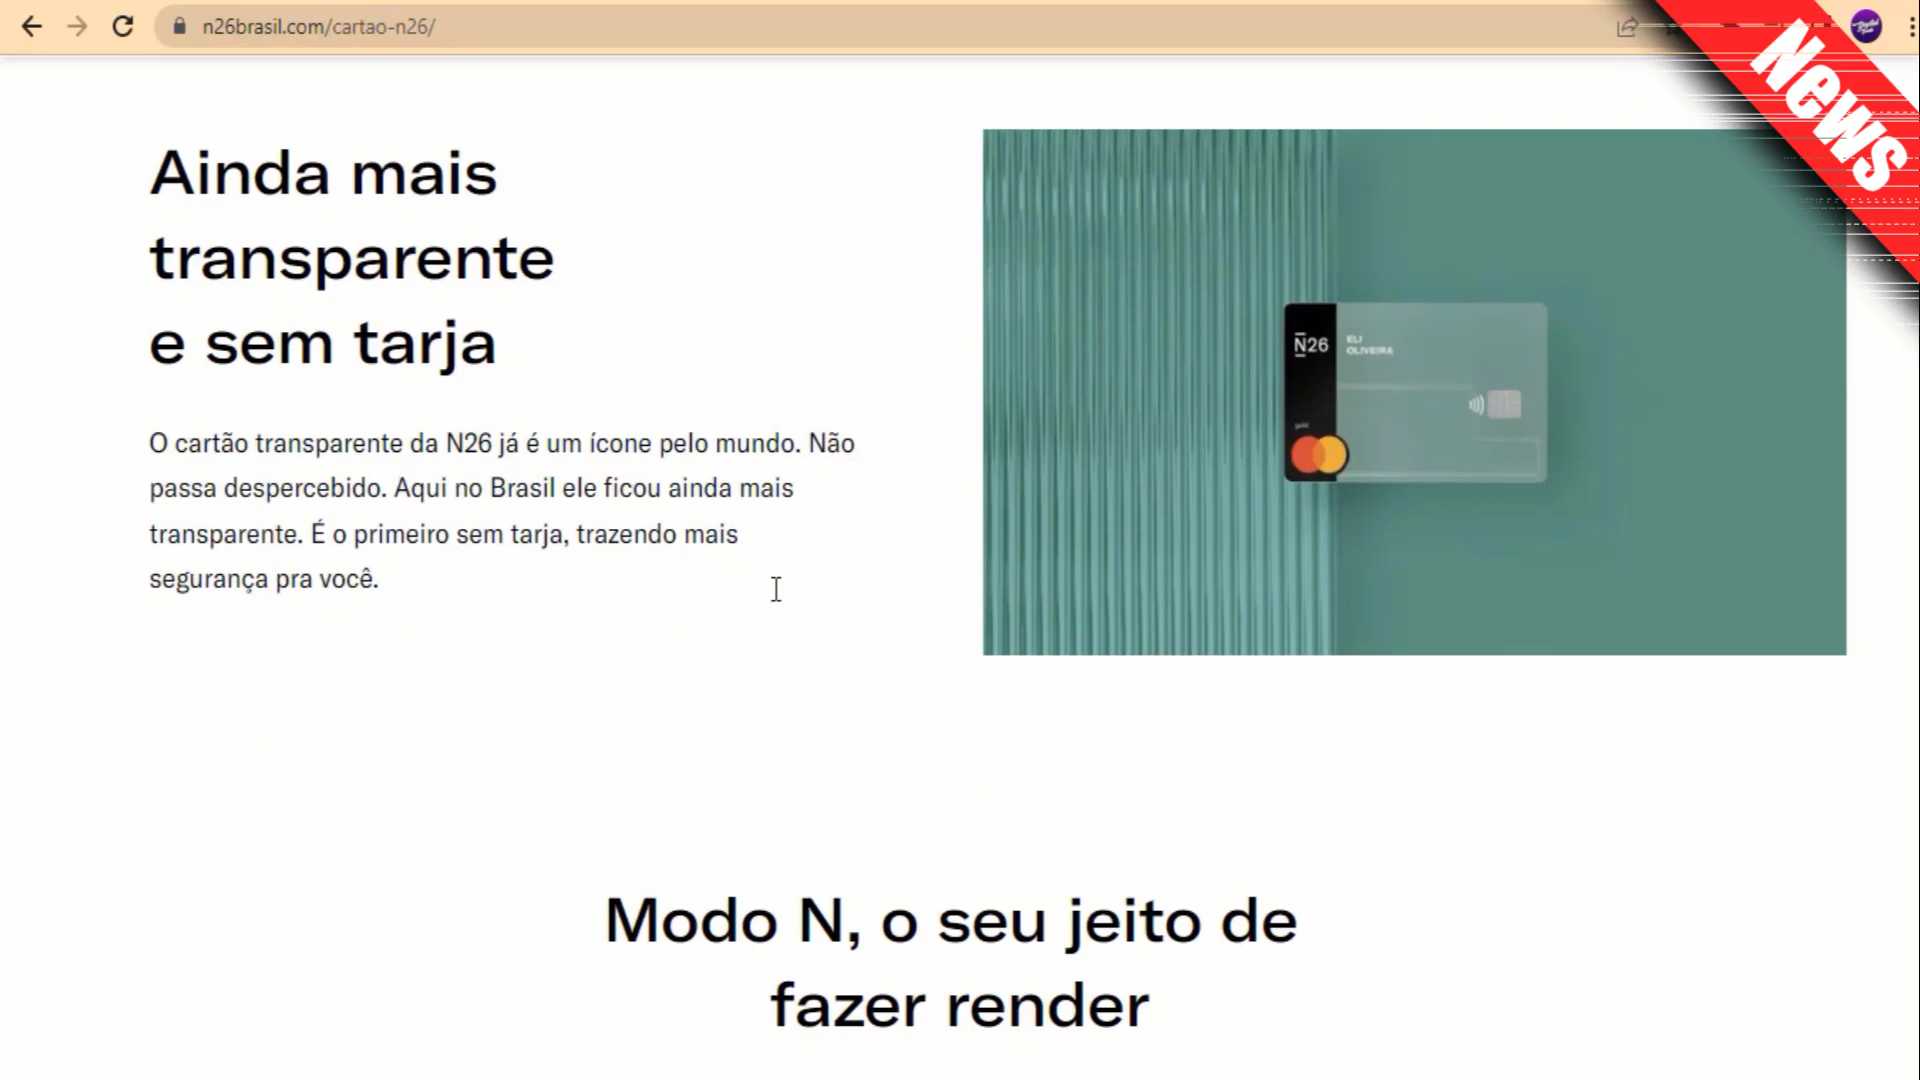 n26brasil.com/cartao-n26/
News
Ainda mais
transparente
e sem tarja
O cartão transparente da N26 já é um ícone pelo mundo. Não
passa despercebido. Aqui no Brasil ele ficou ainda mais
transparente. É o primeiro sem tarja, trazendo mais
segurança pra você.
N26
ELI
OLIVEIRA
Modo N, o seu jeito de
fazer render